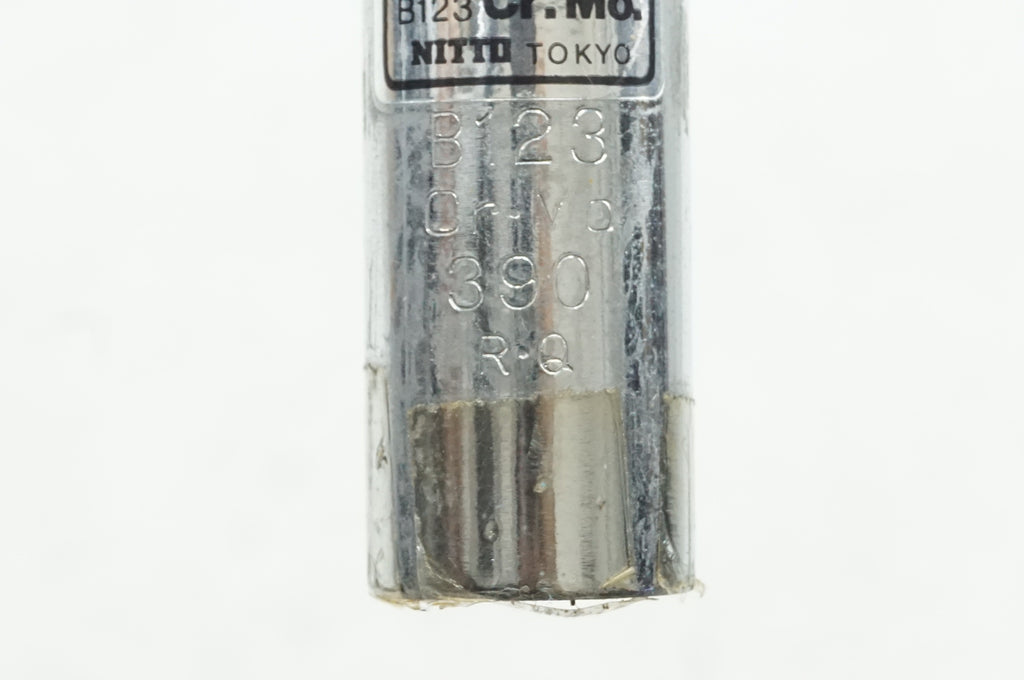 B123 Cr.Mo.
NITTO TOKYO
B123
Cr-Mo
390
R·Q